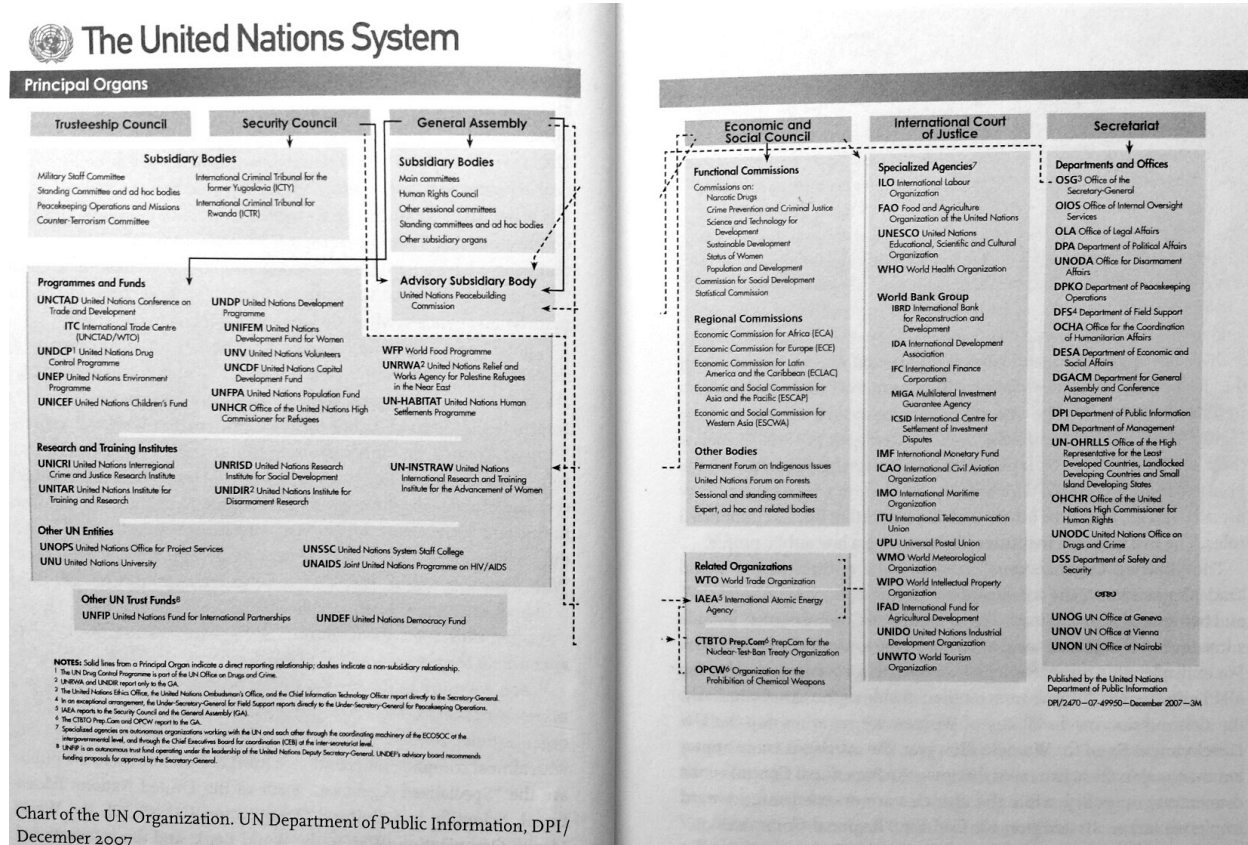 The United Nations System
Principal Organs
Trusteeship Council
Security Council
General Assembly
Subsidiary Bodies
Military Staff Committee
Standing Committee and ad hoc bodies
Peacekeeping Operations and Missions
Counter-Terrorism Committee
International Criminal Tribunal for the
former Yugoslavia (ICTY)
International Criminal Tribunal for
Rwanda (ICTR)
Subsidiary Bodies
Main committees
Human Rights Council
Other sessional committees
Standing committees and ad hoc bodies
Other subsidiary organs
Advisory Subsidiary Body
United Nations Peacebuilding
Commission
Programmes and Funds
UNCTAD United Nations Conference on
Trade and Development
ITC International Trade Centre
(UNCTAD/WTO)
UNDCP1 United Nations Drug
Control Programme
UNEP United Nations Environment
Programme
UNICEF United Nations Children's Fund
UNDP United Nations Development
Programme
UNIFEM United Nations
Development Fund for Women
UNV United Nations Volunteers
UNCDF United Nations Capital
Development Fund
UNFPA United Nations Population Fund
UNHCR Office of the United Nations High
Commissioner for Refugees
WFP World Food Programme
UNRWA2 United Nations Relief and
Works Agency for Palestine Refugees
in the Near East
UN-HABITAT United Nations Human
Settlements Programme
Research and Training Institutes
UNICRI United Nations Interregional
Crime and Justice Research Institute
UNITAR United Nations Institute for
Training and Research
UNRISD United Nations Research
Institute for Social Development
UNIDIR2 United Nations Institute for
Disarmament Research
UN-INSTRAW United Nations
International Research and Training
Institute for the Advancement of Women
Other UN Entities
UNOPS United Nations Office for Project Services
UNU United Nations University
UNSSC United Nations System Staff College
UNAIDS Joint United Nations Programme on HIV/AIDS
Other UN Trust Funds8
UNFIP United Nations Fund for International Partnerships
UNDEF United Nations Democracy Fund
NOTES: Solid lines from a Principal Organ indicate a direct reporting relationship; dashes indicate a non-subsidiary relationship.
1 The UN Drug Control Programme is part of the UN Office on Drugs and Crime.
2 UNRWA and UNIDIR report only to the GA.
3 The United Nations Ethics Office, the United Nations Ombudsman's Office, and the Chief Information Technology Officer report directly to the Secretary-General.
4 In an exceptional arrangement, the Under-Secretary-General for Field Support reports directly to the Under-Secretary-General for Peacekeeping Operations.
5 IAEA reports to the Security Council and the General Assembly (GA).
6 The CTBTO Prep.Com and OPCW report to the GA.
7 Specialized agencies are autonomous organizations working with the UN and each other through the coordinating machinery of the ECOSOC at the
intergovernmental level, and through the Chief Executives Board for coordination (CEB) at the inter-secretariat level.
8 UNFIP is an autonomous trust fund operating under the leadership of the United Nations Deputy Secretary-General. UNDEF's advisory board recommends
funding proposals for approval by the Secretary-General.
Chart of the UN Organization. UN Department of Public Information, DPI/
December 2007
Economic and
Social Council
International Court
of Justice
Secretariat
Functional Commissions
Commissions on:
Narcotic Drugs
Crime Prevention and Criminal Justice
Science and Technology for
Development
Sustainable Development
Status of Women
Population and Development
Commission for Social Development
Statistical Commission
Regional Commissions
Economic Commission for Africa (ECA)
Economic Commission for Europe (ECE)
Economic Commission for Latin
America and the Caribbean (ECLAC)
Economic and Social Commission for
Asia and the Pacific (ESCAP)
Economic and Social Commission for
Western Asia (ESCWA)
Other Bodies
Permanent Forum on Indigenous Issues
United Nations Forum on Forests
Sessional and standing committees
Expert, ad hoc and related bodies
Related Organizations
WTO World Trade Organization
IAEA5 International Atomic Energy
Agency
CTBTO Prep.Com6 PrepCom for the
Nuclear-Test-Ban Treaty Organization
OPCW6 Organization for the
Prohibition of Chemical Weapons
Specialized Agencies7
ILO International Labour
Organization
FAO Food and Agriculture
Organization of the United Nations
UNESCO United Nations
Educational, Scientific and Cultural
Organization
WHO World Health Organization
World Bank Group
IBRD International Bank
for Reconstruction and
Development
IDA International Development
Association
IFC International Finance
Corporation
MIGA Multilateral Investment
Guarantee Agency
ICSID International Centre for
Settlement of Investment
Disputes
IMF International Monetary Fund
ICAO International Civil Aviation
Organization
IMO International Maritime
Organization
ITU International Telecommunication
Union
UPU Universal Postal Union
WMO World Meteorological
Organization
WIPO World Intellectual Property
Organization
IFAD International Fund for
Agricultural Development
UNIDO United Nations Industrial
Development Organization
UNWTO World Tourism
Organization
Departments and Offices
OSG3 Office of the
Secretary-General
OIOS Office of Internal Oversight
Services
OLA Office of Legal Affairs
DPA Department of Political Affairs
UNODA Office for Disarmament
Affairs
DPKO Department of Peacekeeping
Operations
DFS4 Department of Field Support
OCHA Office for the Coordination
of Humanitarian Affairs
DESA Department of Economic and
Social Affairs
DGACM Department for General
Assembly and Conference
Management
DPI Department of Public Information
DM Department of Management
UN-OHRLLS Office of the High
Representative for the Least
Developed Countries, Landlocked
Developing Countries and Small
Island Developing States
OHCHR Office of the United
Nations High Commissioner for
Human Rights
UNODC United Nations Office on
Drugs and Crime
DSS Department of Safety and
Security
UNOG UN Office at Geneva
UNOV UN Office at Vienna
UNON UN Office at Nairobi
Published by the United Nations
Department of Public Information
DPI/2470—07-49950—December 2007—3M